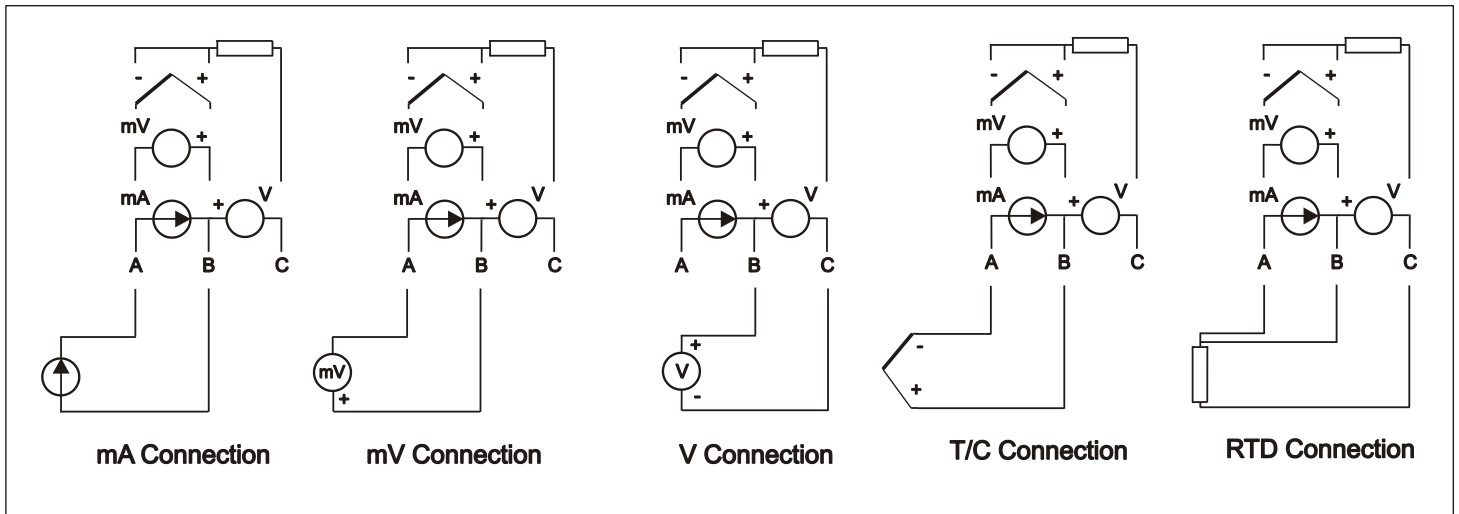 - + - + - + - + - +
mV + mV + mV + mV + mV +
mA + V mA + V mA + V mA + V mA + V
A B C A B C A B C A B C A B C
+ -
mV V
+ - +
mA Connection mV Connection V Connection T/C Connection RTD Connection